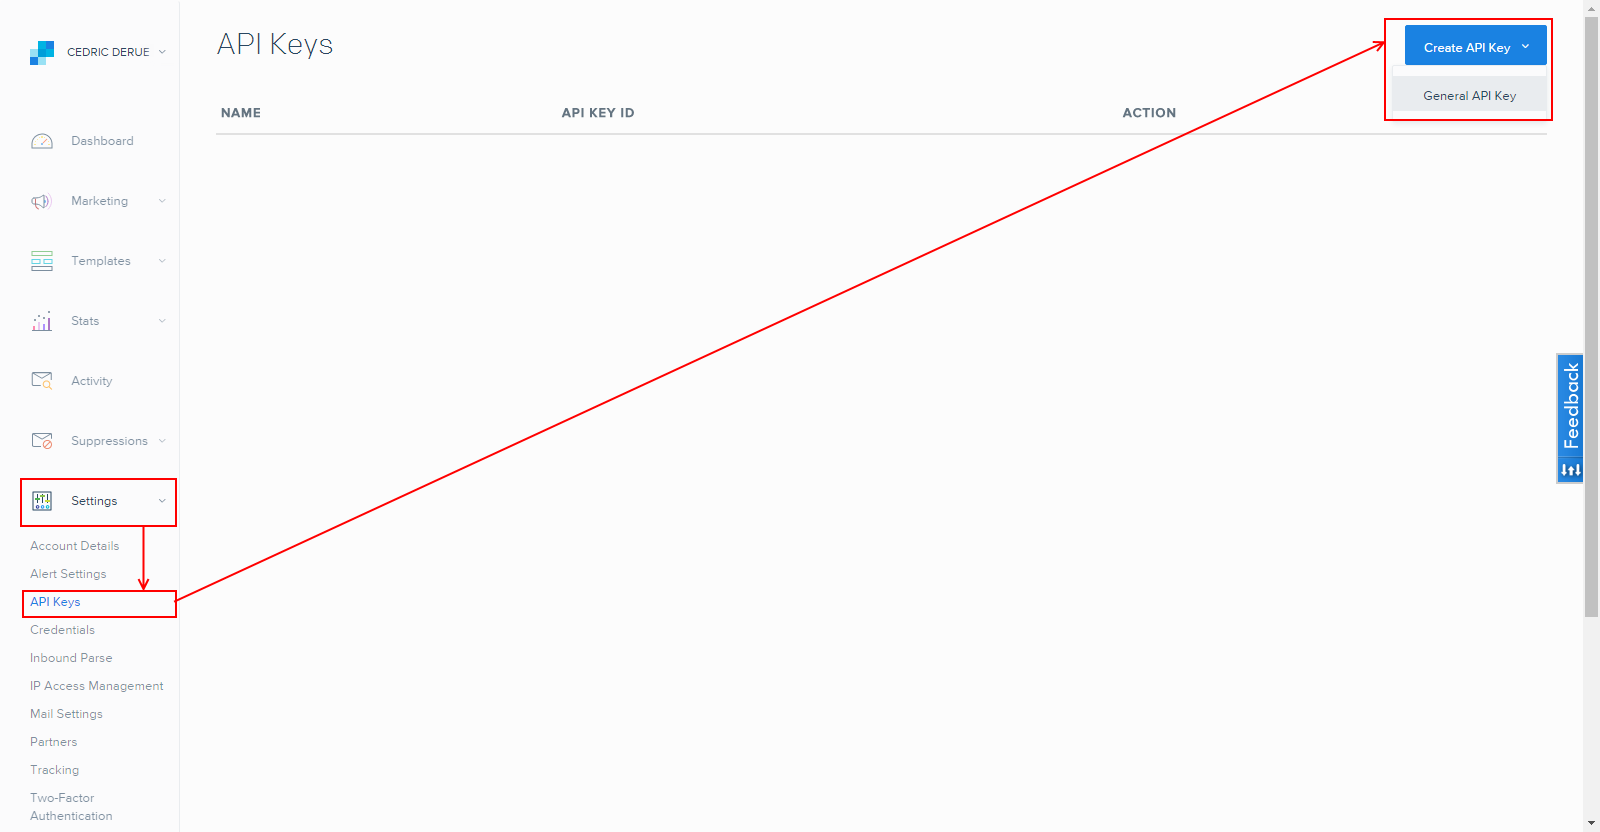 CEDRIC DERUE
Dashboard
Marketing
Templates
Stats
Activity
Suppressions
Settings
Account Details
Alert Settings
API Keys
Credentials
Inbound Parse
IP Access Management
Mail Settings
Partners
Tracking
Two-Factor
Authentication
API Keys
Create API Key
General API Key
NAME API KEY ID ACTION
Feedback